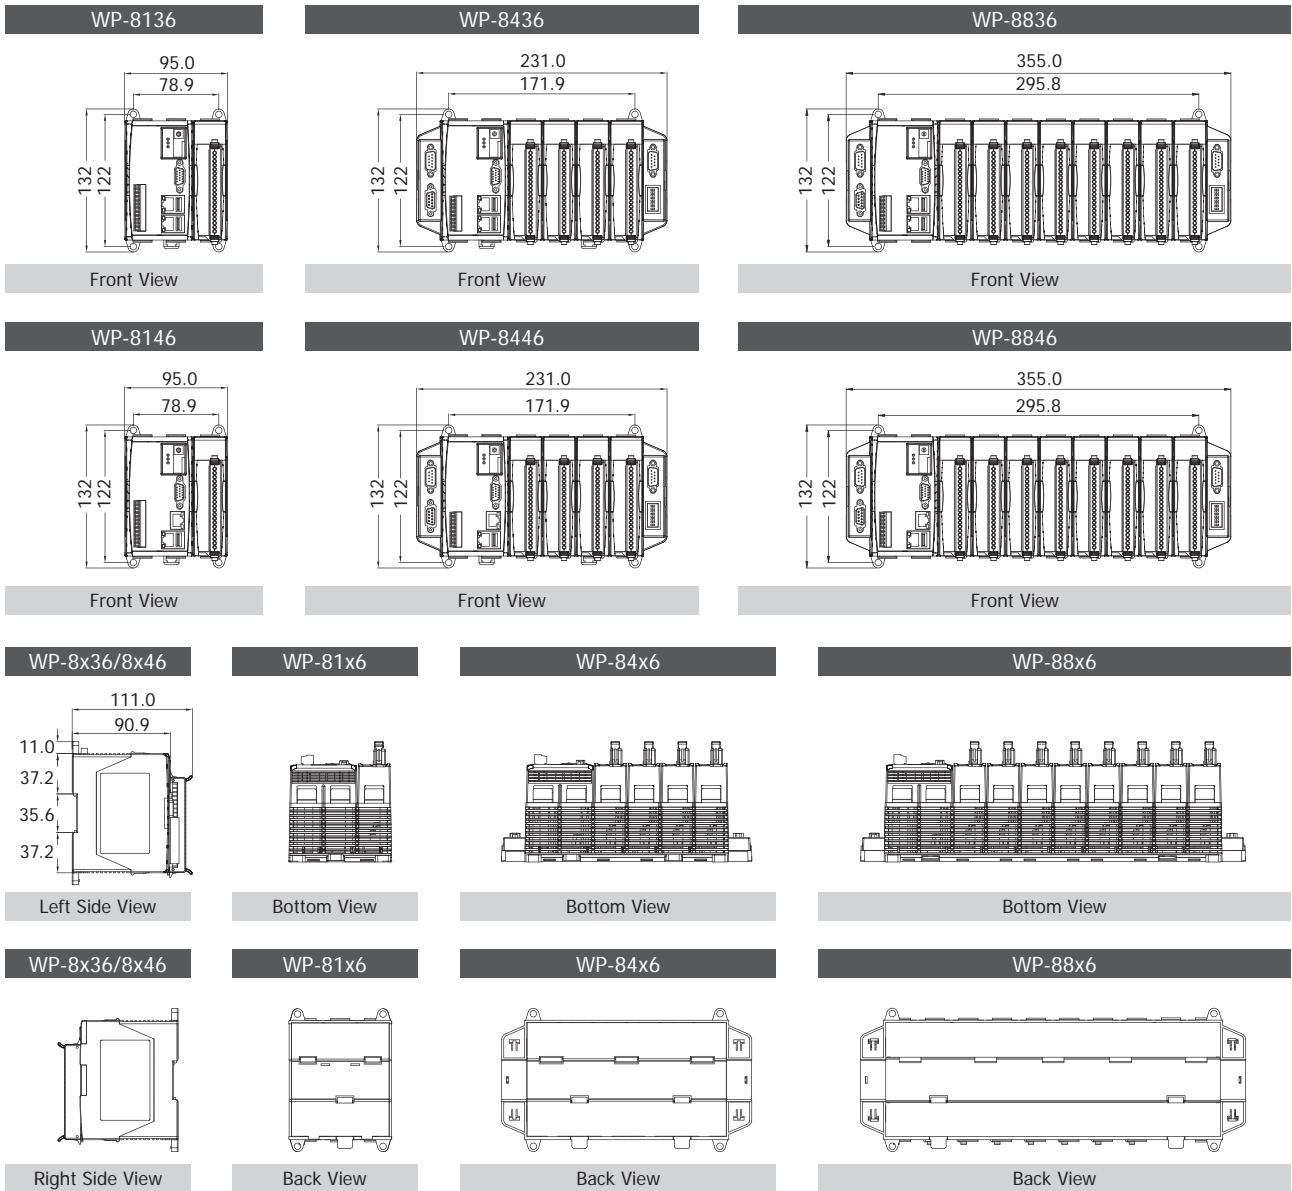 WP-8136
WP-8436
WP-8836
95.0
78.9
132
122
231.0
171.9
132
122
355.0
295.8
132
122
Front View
Front View
Front View
WP-8146
WP-8446
WP-8846
95.0
78.9
132
122
231.0
171.9
132
122
355.0
295.8
132
122
Front View
Front View
Front View
WP-8x36/8x46
WP-81x6
WP-84x6
WP-88x6
111.0
90.9
11.0
37.2
35.6
37.2
Left Side View
Bottom View
Bottom View
Bottom View
WP-8x36/8x46
WP-81x6
WP-84x6
WP-88x6
Right Side View
Back View
Back View
Back View